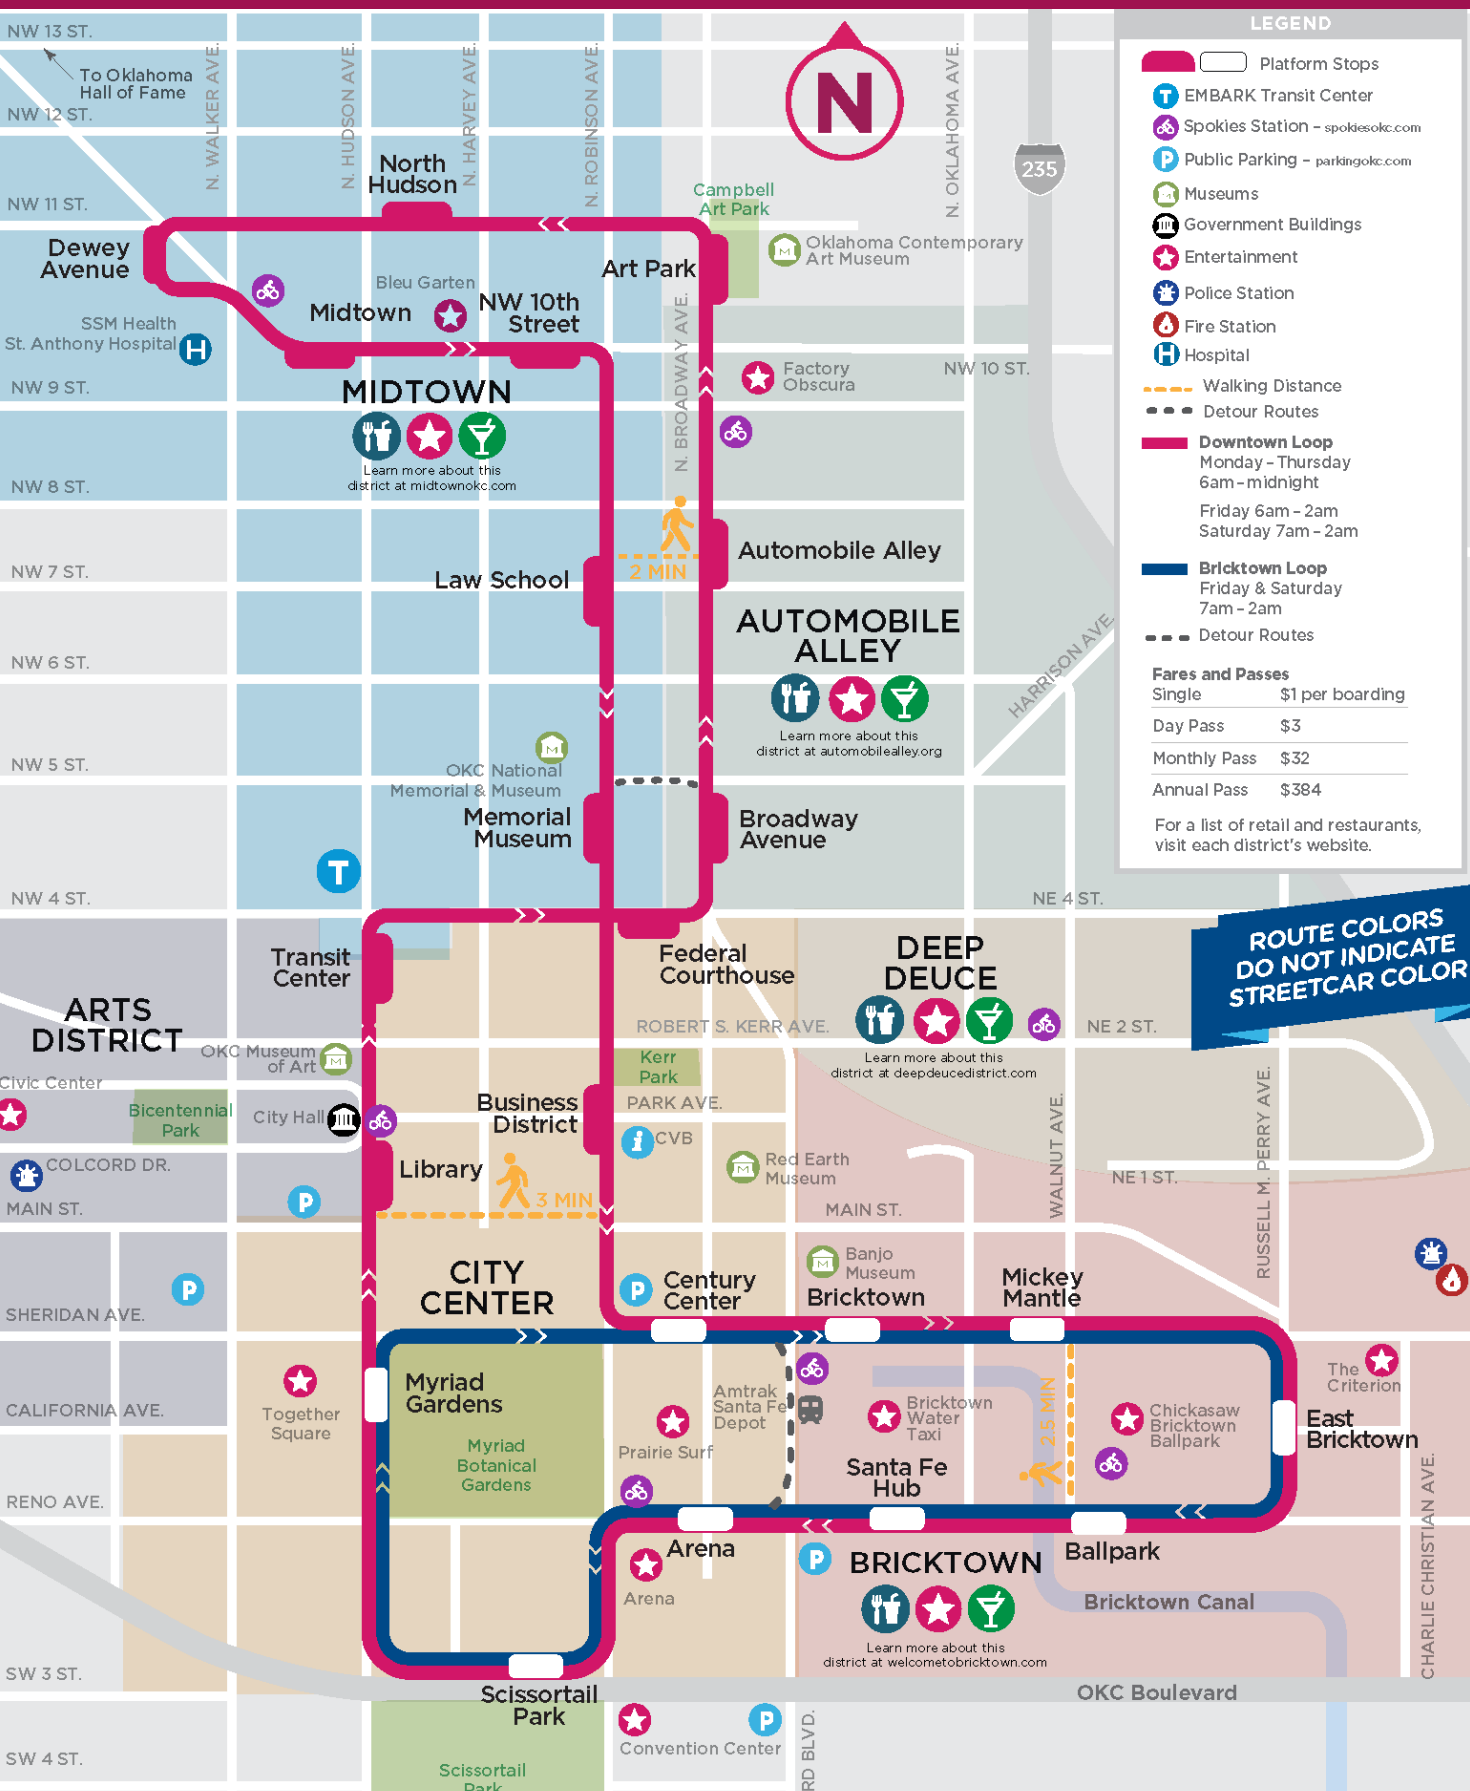 NW 13 ST.
To Oklahoma
Hall of Fame
NW 12 ST.
N. WALKER AVE.
N. HUDSON AVE.
N. HARVEY AVE.
N. ROBINSON AVE.
N. OKLAHOMA AVE.
N
235
North
Hudson
NW 11 ST.
Campbell
Art Park
Dewey
Avenue
Art Park
M
Oklahoma Contemporary
Art Museum
Bleu Garten
Midtown
NW 10th
Street
SSM Health
St. Anthony Hospital
H
NW 10 ST.
N. BROADWAY AVE.
Factory
Obscura
NW 9 ST.
MIDTOWN
Learn more about this
district at midtownokc.com
NW 8 ST.
2 MIN
Automobile Alley
NW 7 ST.
Law School
AUTOMOBILE
ALLEY
Learn more about this
district at automobilealley.org
HARRISON AVE.
NW 6 ST.
M
OKC National
Memorial & Museum
NW 5 ST.
Memorial
Museum
Broadway
Avenue
T
NW 4 ST.
NE 4 ST.
Transit
Center
Federal
Courthouse
DEEP
DEUCE
Learn more about this
district at deepdeucedistrict.com
ARTS
DISTRICT
ROBERT S. KERR AVE.
NE 2 ST.
OKC Museum
of Art
M
Kerr
Park
Civic Center
Bicentennial
Park
City Hall
Business
District
PARK AVE.
i
CVB
COLCORD DR.
Library
M
Red Earth
Museum
WALNUT AVE.
NE 1 ST.
RUSSELL M. PERRY AVE.
P
3 MIN
MAIN ST.
MAIN ST.
CITY
CENTER
P
P
Century
Center
M
Banjo
Museum
Bricktown
Mickey
Mantle
SHERIDAN AVE.
Together
Square
Myriad
Gardens
Amtrak
Santa Fe
Depot
Prairie Surf
Bricktown
Water
Taxi
2.5 MIN
Chickasaw
Bricktown
Ballpark
The
Criterion
East
Bricktown
CALIFORNIA AVE.
Myriad
Botanical
Gardens
Santa Fe
Hub
RENO AVE.
Arena
Arena
P
BRICKTOWN
Learn more about this
district at welcometobricktown.com
Ballpark
Bricktown Canal
CHARLIE CHRISTIAN AVE.
SW 3 ST.
Scissortail
Park
OKC Boulevard
Convention Center
P
RD BLVD.
SW 4 ST.
Scissortail
Park
LEGEND
Platform Stops
T
EMBARK Transit Center
Spokies Station – spokiesokc.com
P
Public Parking – parkingokc.com
Museums
Government Buildings
Entertainment
Police Station
Fire Station
H
Hospital
Walking Distance
Detour Routes
Downtown Loop
Monday – Thursday
6am – midnight
Friday 6am – 2am
Saturday 7am – 2am
Bricktown Loop
Friday & Saturday
7am – 2am
Detour Routes
Fares and Passes
Single $1 per boarding
Day Pass $3
Monthly Pass $32
Annual Pass $384
For a list of retail and restaurants,
visit each district's website.
ROUTE COLORS
DO NOT INDICATE
STREETCAR COLOR